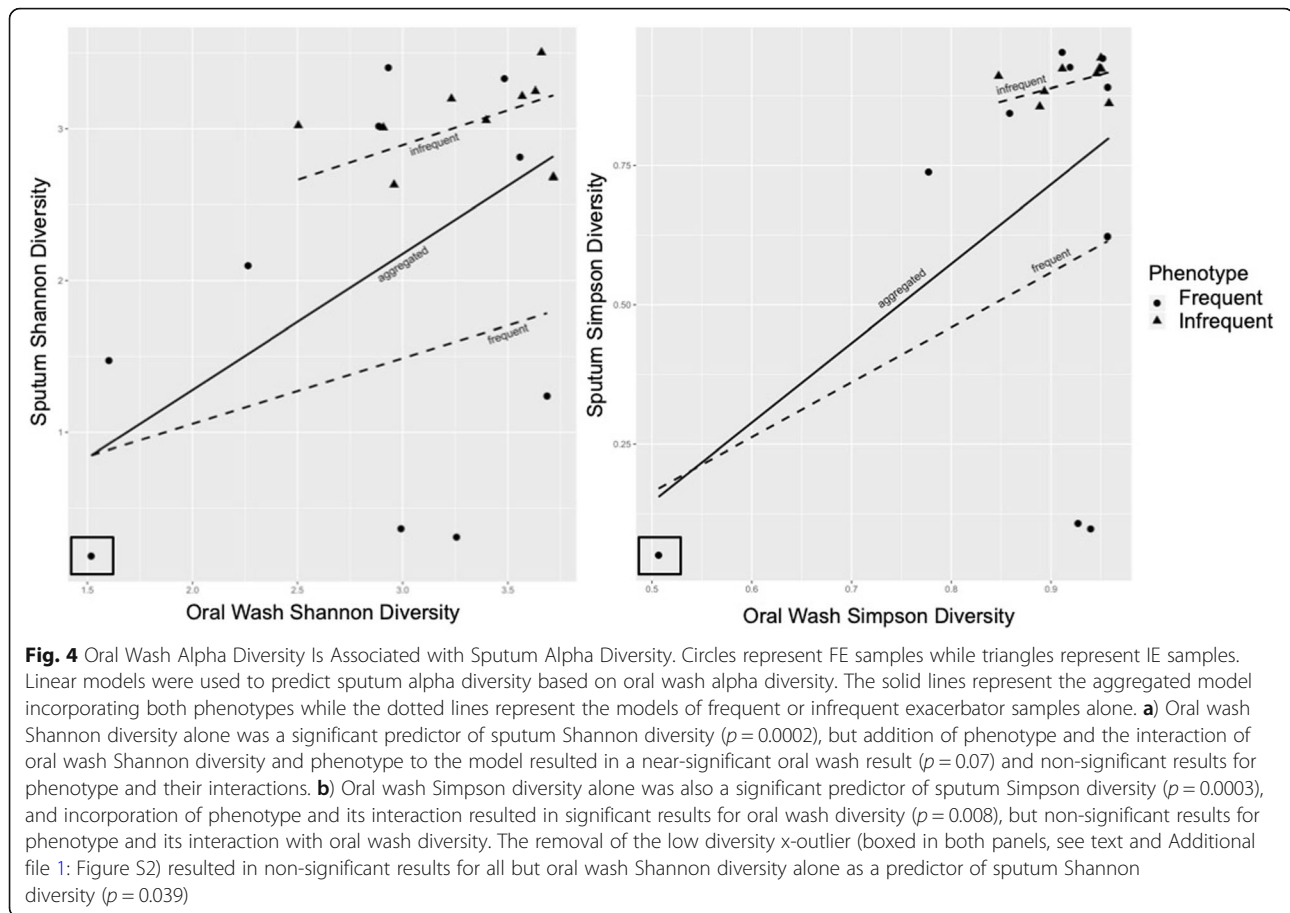 Sputum Shannon Diversity
3
2
1
infrequent
aggregated
frequent
1.5 2.0 2.5 3.0 3.5
Oral Wash Shannon Diversity
Sputum Simpson Diversity
0.75
0.50
0.25
infrequent
aggregated
frequent
0.5 0.6 0.7 0.8 0.9
Oral Wash Simpson Diversity
Phenotype
Frequent
Infrequent
Fig. 4 Oral Wash Alpha Diversity Is Associated with Sputum Alpha Diversity. Circles represent FE samples while triangles represent IE samples.
Linear models were used to predict sputum alpha diversity based on oral wash alpha diversity. The solid lines represent the aggregated model
incorporating both phenotypes while the dotted lines represent the models of frequent or infrequent exacerbator samples alone. a) Oral wash
Shannon diversity alone was a significant predictor of sputum Shannon diversity (p = 0.0002), but addition of phenotype and the interaction of
oral wash Shannon diversity and phenotype to the model resulted in a near-significant oral wash result (p = 0.07) and non-significant results for
phenotype and their interactions. b) Oral wash Simpson diversity alone was also a significant predictor of sputum Simpson diversity (p = 0.0003),
and incorporation of phenotype and its interaction resulted in significant results for oral wash diversity (p = 0.008), but non-significant results for
phenotype and its interaction with oral wash diversity. The removal of the low diversity x-outlier (boxed in both panels, see text and Additional
file 1: Figure S2) resulted in non-significant results for all but oral wash Shannon diversity alone as a predictor of sputum Shannon
diversity (p = 0.039)